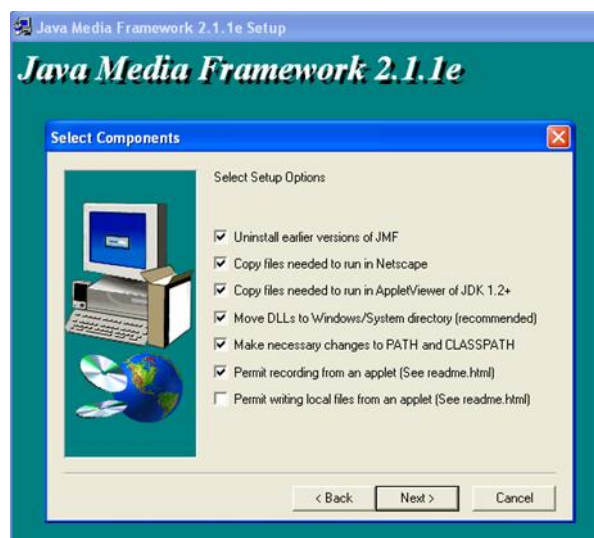 Java Media Framework 2.1.1e Setup
Java Media Framework 2.1.1e
Select Components
Select Setup Options
Uninstall earlier versions of JMF
Copy files needed to run in Netscape
Copy files needed to run in AppletViewer of JDK 1.2+
Move DLLs to Windows/System directory (recommended)
Make necessary changes to PATH and CLASSPATH
Permit recording from an applet (See readme.html)
Permit writing local files from an applet (See readme.html)
< Back Next > Cancel